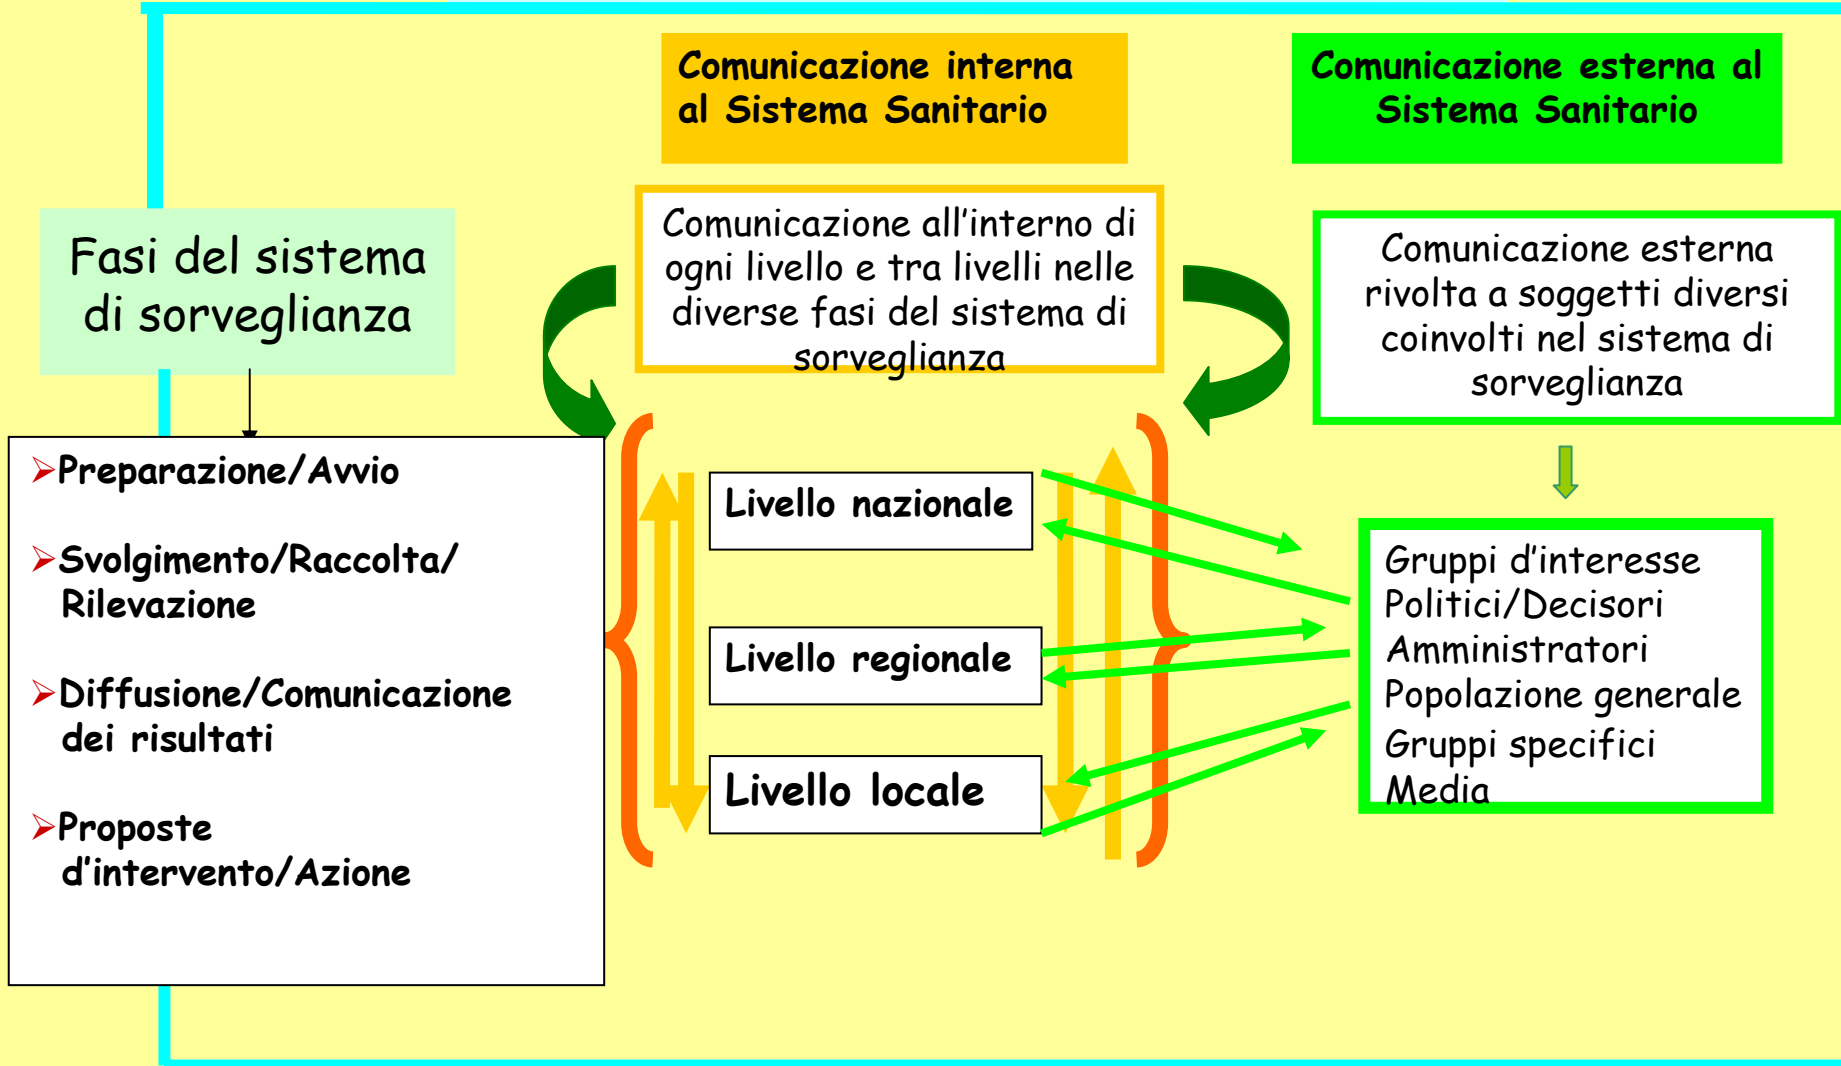 Comunicazione interna
al Sistema Sanitario
Comunicazione esterna al
Sistema Sanitario
Fasi del sistema
di sorveglianza
Comunicazione all'interno di
ogni livello e tra livelli nelle
diverse fasi del sistema di
sorveglianza
Comunicazione esterna
rivolta a soggetti diversi
coinvolti nel sistema di
sorveglianza
➢Preparazione/Avvio
➢Svolgimento/Raccolta/
Rilevazione
➢Diffusione/Comunicazione
dei risultati
➢Proposte
d'intervento/Azione
Livello nazionale
Livello regionale
Livello locale
Gruppi d'interesse
Politici/Decisori
Amministratori
Popolazione generale
Gruppi specifici
Media